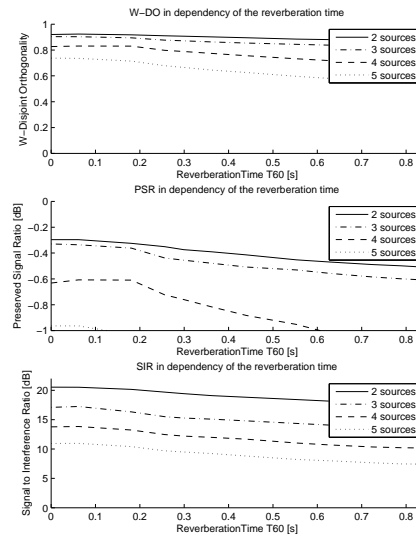 W−DO in dependency of the reverberation time
W−Disjoint Orthogonality
1
0.8
0.6
0.4
0.2
0
2 sources
3 sources
4 sources
5 sources
0 0.1 0.2 0.3 0.4 0.5 0.6 0.7 0.8
ReverberationTime T60 [s]
PSR in dependency of the reverberation time
Preserved Signal Ratio [dB]
0
−0.2
−0.4
−0.6
−0.8
−1
2 sources
3 sources
4 sources
5 sources
0 0.1 0.2 0.3 0.4 0.5 0.6 0.7 0.8
ReverberationTime T60 [s]
SIR in dependency of the reverberation time
Signal to Interference Ratio [dB]
20
15
10
5
0
2 sources
3 sources
4 sources
5 sources
0 0.1 0.2 0.3 0.4 0.5 0.6 0.7 0.8
ReverberationTime T60 [s]